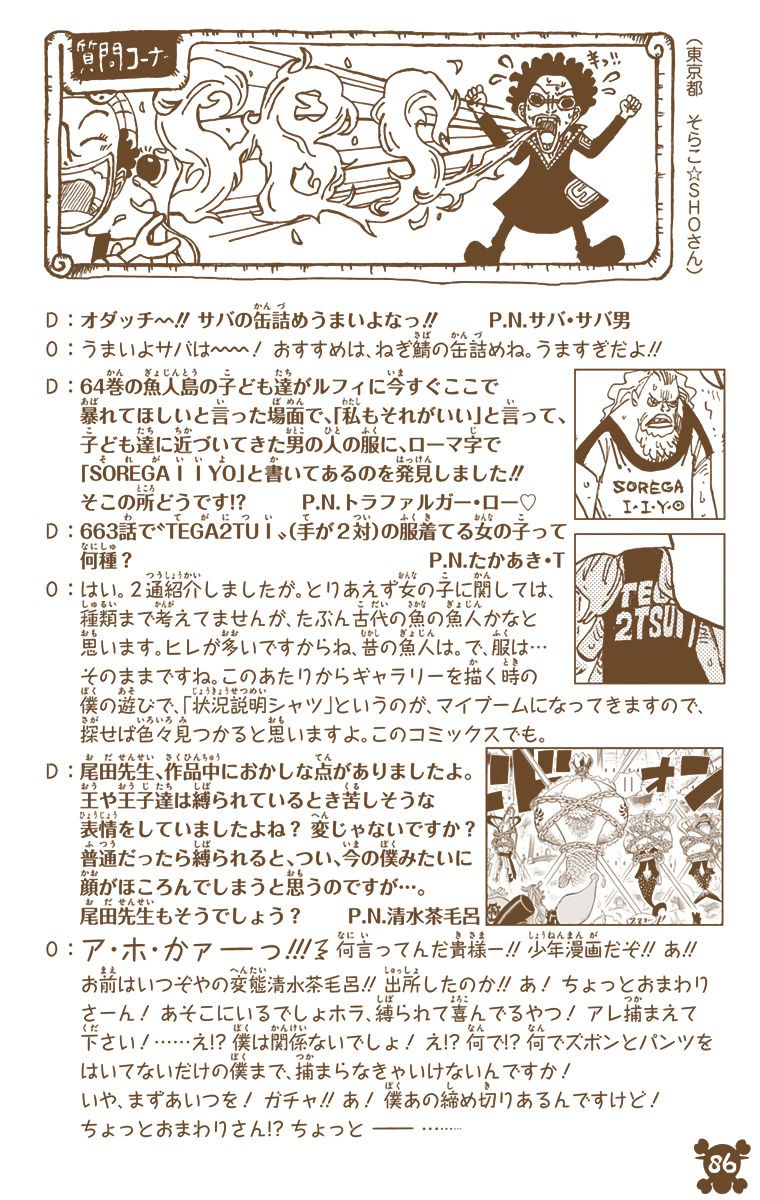 質問コーナー
SBS
キッ!!
(東京都 そらこ☆SHOさん)
D:オダッチ〜!! サバの缶詰めうまいよなっ!! P.N.サバ・サバ男
O:うまいよサバは〜〜! おすすめは、ねぎ鯖の缶詰めね。うますぎだよ!!
D:64巻の魚人島の子ども達がルフィに今すぐここで
暴れてほしいと言った場面で、「私もそれがいい」と言って、
子ども達に近づいてきた男の人の服に、ローマ字で
「SOREGAIIYO」と書いてあるのを発見しました!!
そこの所どうです!? P.N.トラファルガー・ロー♡
SOREGA
I・I・YO
D:663話で〝TEGA2TUI〟(手が2対)の服着てる女の子って
何種? P.N.たかあき・T
TEGA
2TSUI
O:はい。2通紹介しましたが。とりあえず女の子に関しては、
種類まで考えてませんが、たぶん古代の魚の魚人かなと
思います。ヒレが多いですからね、昔の魚人は。で、服は…
そのままですね。このあたりからギャラリーを描く時の
僕の遊びで、「状況説明シャツ」というのが、マイブームになってきますので、
探せば色々見つかると思いますよ。このコミックスでも。
D:尾田先生、作品中におかしな点がありましたよ。
王や王子達は縛られているとき苦しそうな
表情をしていましたよね? 変じゃないですか?
普通だったら縛られると、つい、今の僕みたいに
顔がほころんでしまうと思うのですが…。
尾田先生もそうでしょう? P.N.清水茶毛呂
O:ア・ホ・かァーーっ!!! 何言ってんだ貴様ー!! 少年漫画だぞ!! あ!!
お前はいつぞやの変態清水茶毛呂!! 出所したのか!! あ! ちょっとおまわり
さーん! あそこにいるでしょホラ、縛られて喜んでるやつ! アレ捕まえて
下さい!……え!? 僕は関係ないでしょ! え!? 何で!? 何でズボンとパンツを
はいてないだけの僕まで、捕まらなきゃいけないんですか!
いや、まずあいつを! ガチャ!! あ! 僕あの締め切りあるんですけど!
ちょっとおまわりさん!? ちょっと ―― ………
86